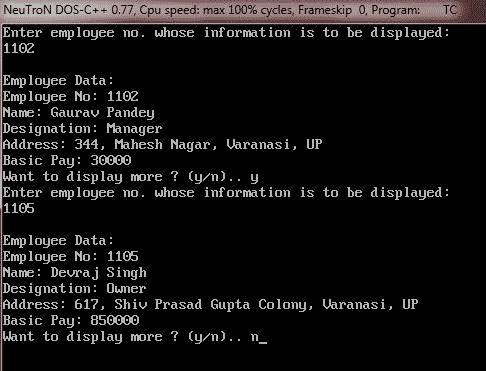 NeuTroN DOS-C++ 0.77, Cpu speed: max 100% cycles, Frameskip 0, Program: TC
Enter employee no. whose information is to be displayed:
1102
Employee Data:
Employee No: 1102
Name: Gaurav Pandey
Designation: Manager
Address: 344, Mahesh Nagar, Varanasi, UP
Basic Pay: 30000
Want to display more ? (y/n).. y
Enter employee no. whose information is to be displayed:
1105
Employee Data:
Employee No: 1105
Name: Devraj Singh
Designation: Owner
Address: 617, Shiv Prasad Gupta Colony, Varanasi, UP
Basic Pay: 850000
Want to display more ? (y/n).. n_